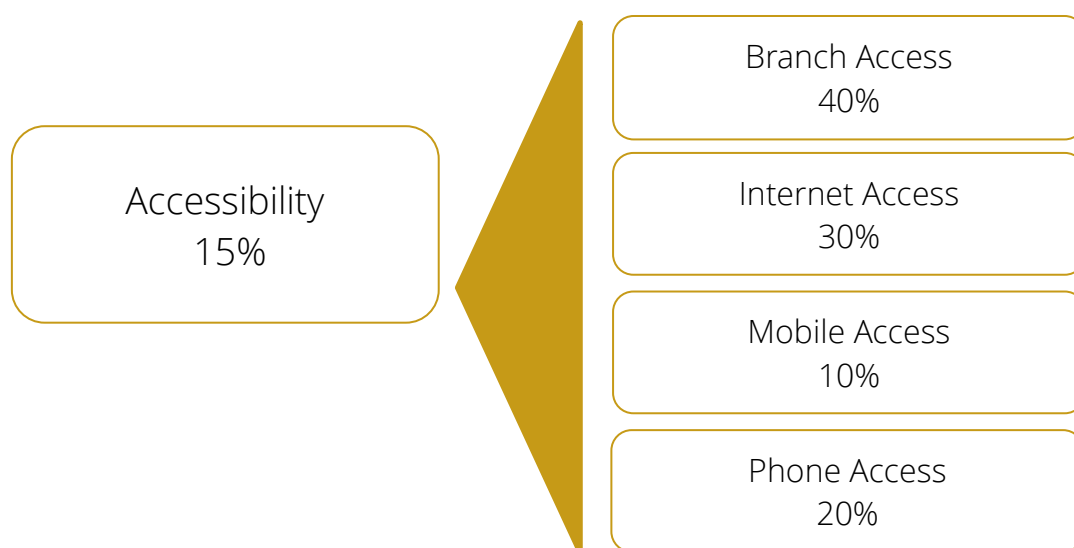 Accessibility
15%
Branch Access
40%
Internet Access
30%
Mobile Access
10%
Phone Access
20%